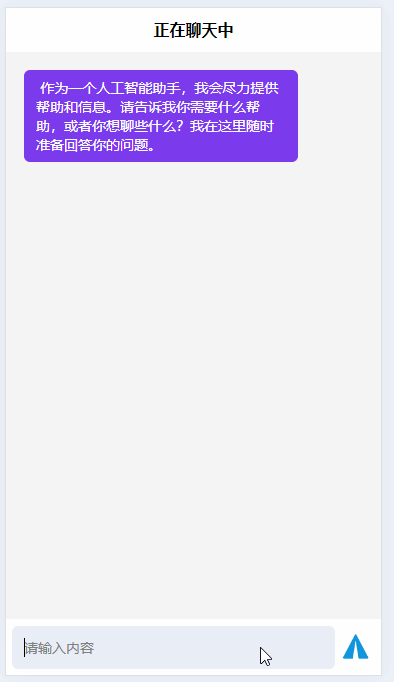 正在聊天中
作为一个人工智能助手，我会尽力提供
帮助和信息。请告诉我你需要什么帮
助，或者你想聊些什么？我在这里随时
准备回答你的问题。
请输入内容